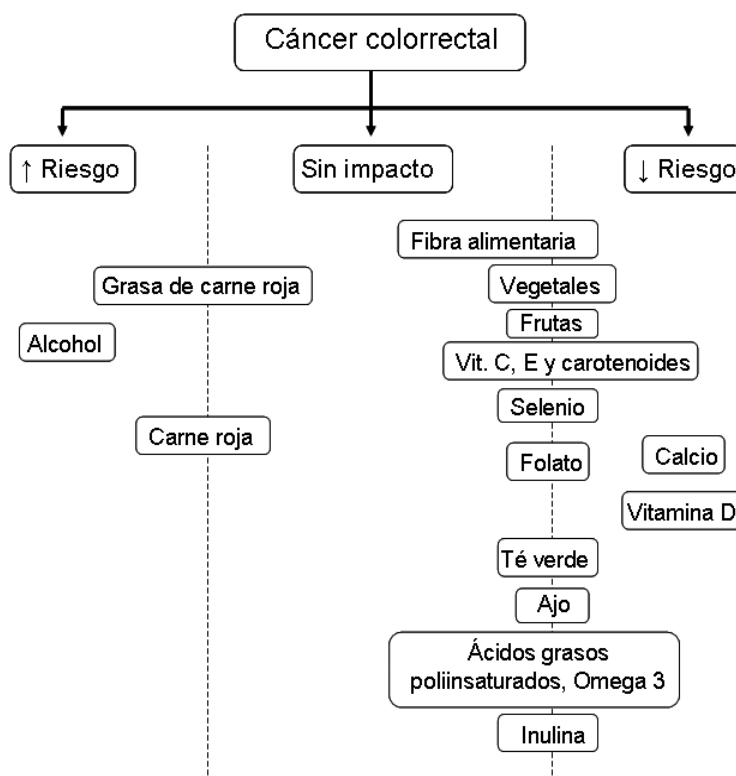 Cáncer colorrectal
↑ Riesgo
Sin impacto
↓ Riesgo
Fibra alimentaria
Grasa de carne roja
Vegetales
Frutas
Alcohol
Vit. C, E y carotenoides
Selenio
Carne roja
Folato
Calcio
Vitamina D
Té verde
Ajo
Ácidos grasos
poliinsaturados, Omega 3
Inulina